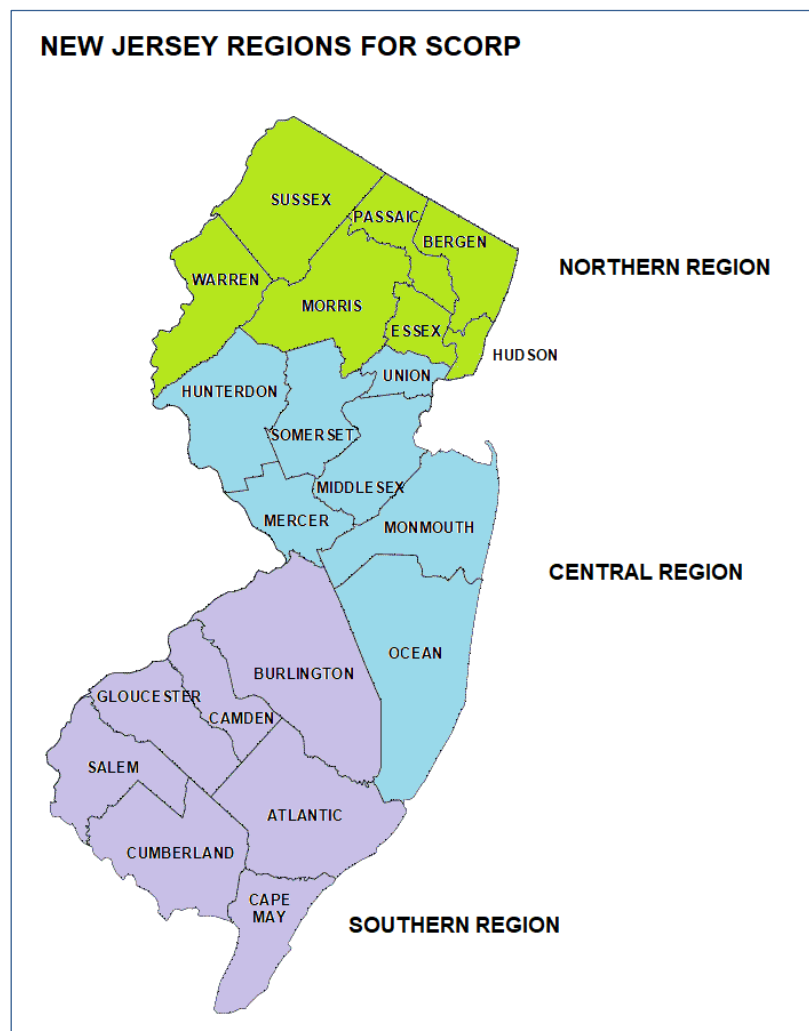 NEW JERSEY REGIONS FOR SCORP
SUSSEX
PASSAIC
BERGEN
NORTHERN REGION
WARREN
MORRIS
ESSEX
HUDSON
UNION
HUNTERDON
SOMERSET
MIDDLESEX
MERCER
MONMOUTH
CENTRAL REGION
OCEAN
BURLINGTON
GLOUCESTER
CAMDEN
SALEM
ATLANTIC
CUMBERLAND
CAPE
MAY
SOUTHERN REGION